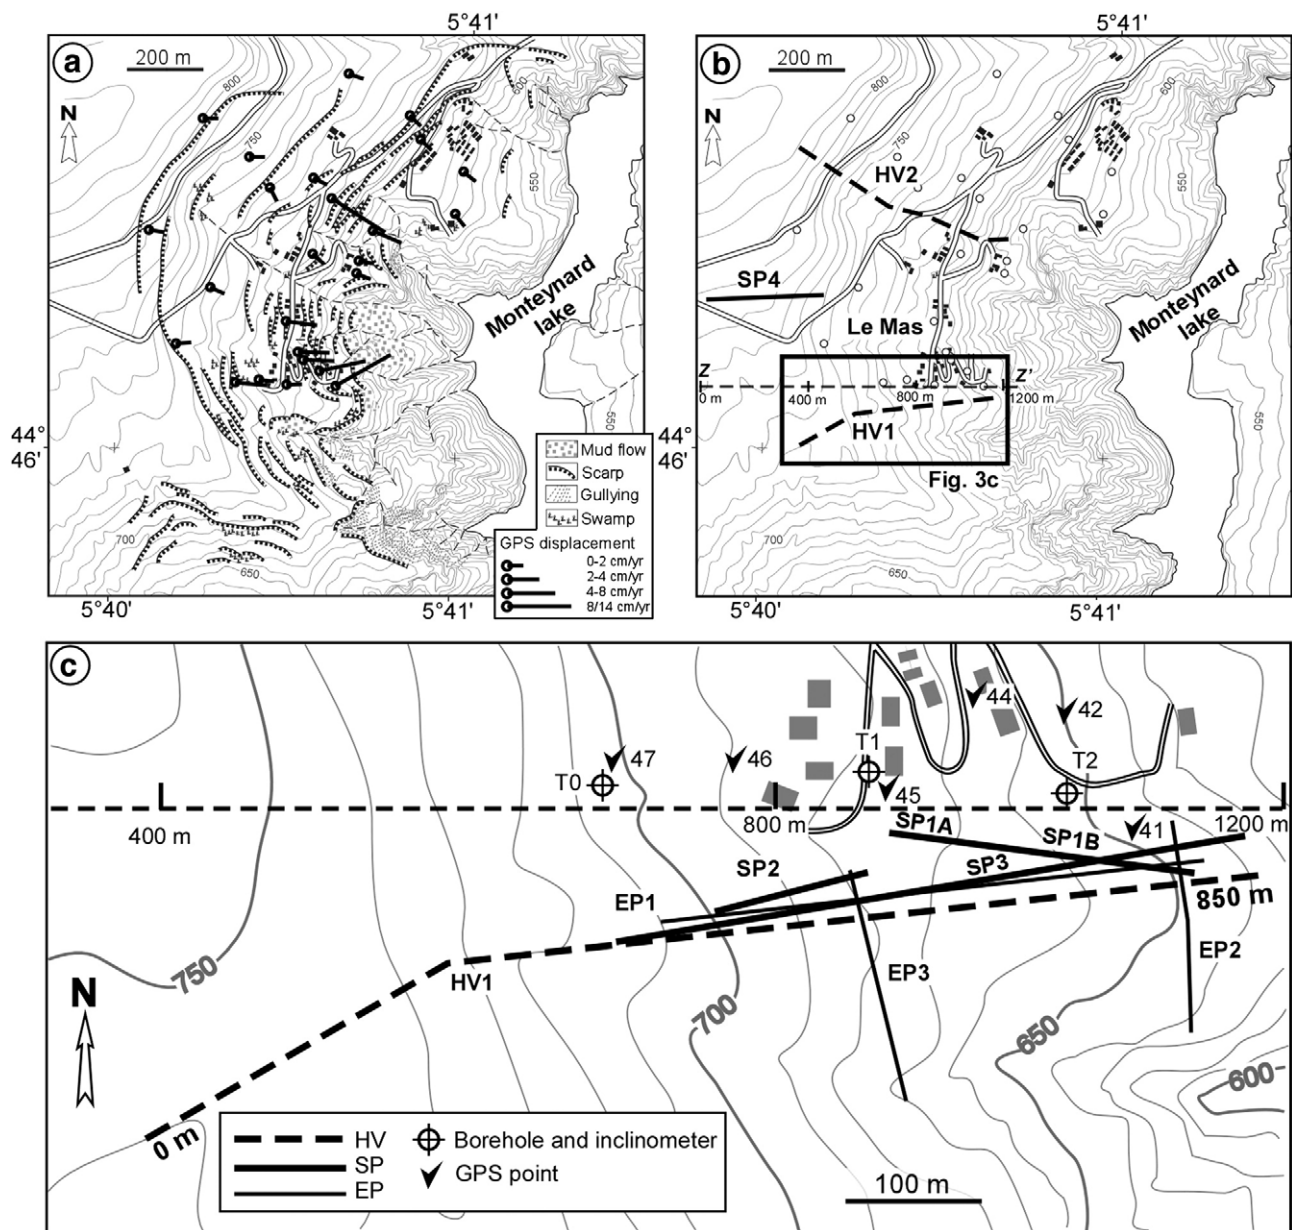 5°41'
5°41'
a
200 m
N
800
750
600
550
Monteynard
lake
44°
46'
700
650
550
Mud flow
Scarp
Gullying
Swamp
GPS displacement
0-2 cm/yr
2-4 cm/yr
4-8 cm/yr
8/14 cm/yr
5°40'
5°41'
b
200 m
N
800
750
600
550
HV2
SP4
Monteynard
lake
Le Mas
Z
Z'
0 m
400 m
800 m
1200 m
HV1
44°
46'
Fig. 3c
700
650
550
5°40'
5°41'
c
44
42
T1
T2
47
46
T0
45
400 m
800 m
1200 m
SP1A
SP1B
41
SP2
SP3
EP1
850 m
750
HV1
EP3
EP2
N
700
650
600
0 m
HV
SP
EP
Borehole and inclinometer
GPS point
100 m